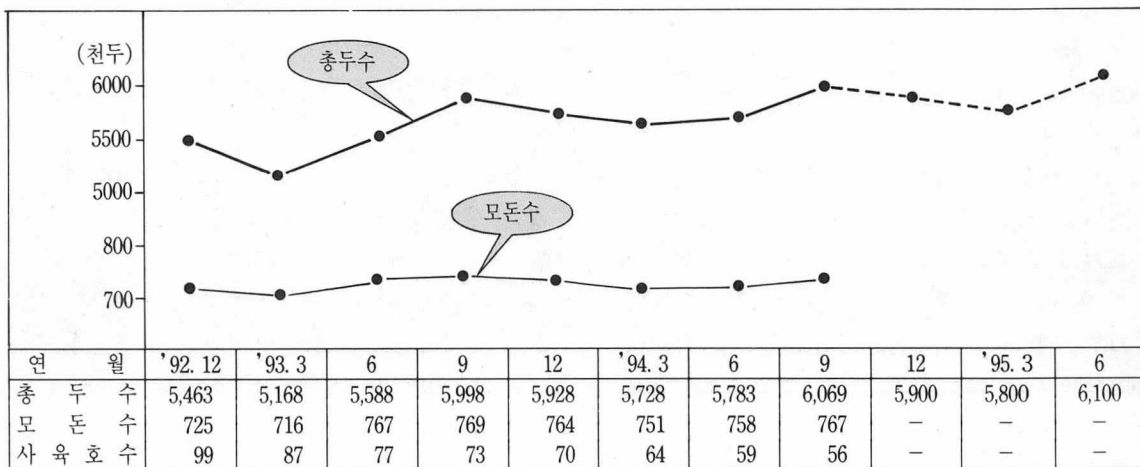 (천두)
총두수
6000
5500
5000
모돈수
800
700
연 월 '92. 12 '93. 3 6 9 12 '94. 3 6 9 12 '95. 3 6
총 두 수 5,463 5,168 5,588 5,998 5,928 5,728 5,783 6,069 5,900 5,800 6,100
모 돈 수 725 716 767 769 764 751 758 767 － － －
사 육 호 수 99 87 77 73 70 64 59 56 － － －